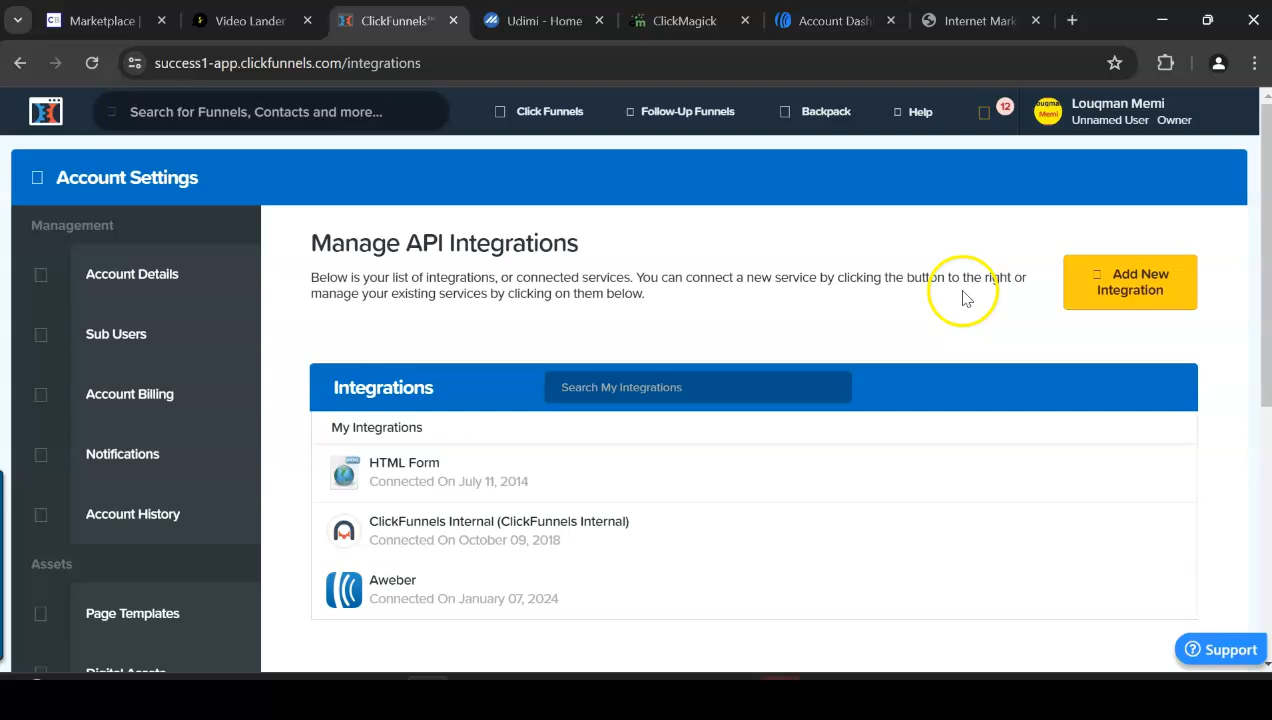 Marketplace |
Video Lander
ClickFunnels™
Udimi - Home
ClickMagick
Account Dash
Internet Mark
success1-app.clickfunnels.com/integrations
Search for Funnels, Contacts and more...
Click Funnels
Follow-Up Funnels
Backpack
Help
12
Louqman Memi
Unnamed User Owner
Account Settings
Management
Account Details
Sub Users
Account Billing
Notifications
Account History
Assets
Page Templates
Digital Assets
Manage API Integrations
Below is your list of integrations, or connected services. You can connect a new service by clicking the button to the right or
manage your existing services by clicking on them below.
Add New
Integration
Integrations
Search My Integrations
My Integrations
HTML Form
Connected On July 11, 2014
ClickFunnels Internal (ClickFunnels Internal)
Connected On October 09, 2018
Aweber
Connected On January 07, 2024
Support